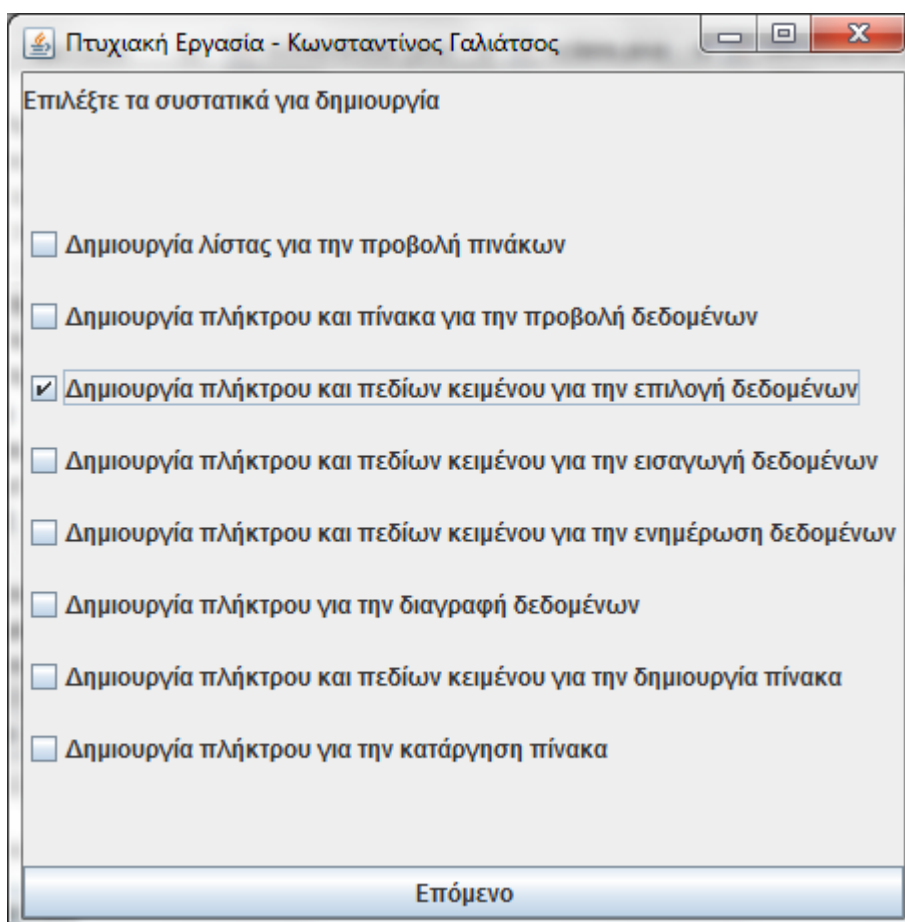 Πτυχιακή Εργασία - Κωνσταντίνος Γαλιάτσος
Επιλέξτε τα συστατικά για δημιουργία
Δημιουργία λίστας για την προβολή πινάκων
Δημιουργία πλήκτρου και πίνακα για την προβολή δεδομένων
Δημιουργία πλήκτρου και πεδίων κειμένου για την επιλογή δεδομένων
Δημιουργία πλήκτρου και πεδίων κειμένου για την εισαγωγή δεδομένων
Δημιουργία πλήκτρου και πεδίων κειμένου για την ενημέρωση δεδομένων
Δημιουργία πλήκτρου για την διαγραφή δεδομένων
Δημιουργία πλήκτρου και πεδίων κειμένου για την δημιουργία πίνακα
Δημιουργία πλήκτρου για την κατάργηση πίνακα
Επόμενο